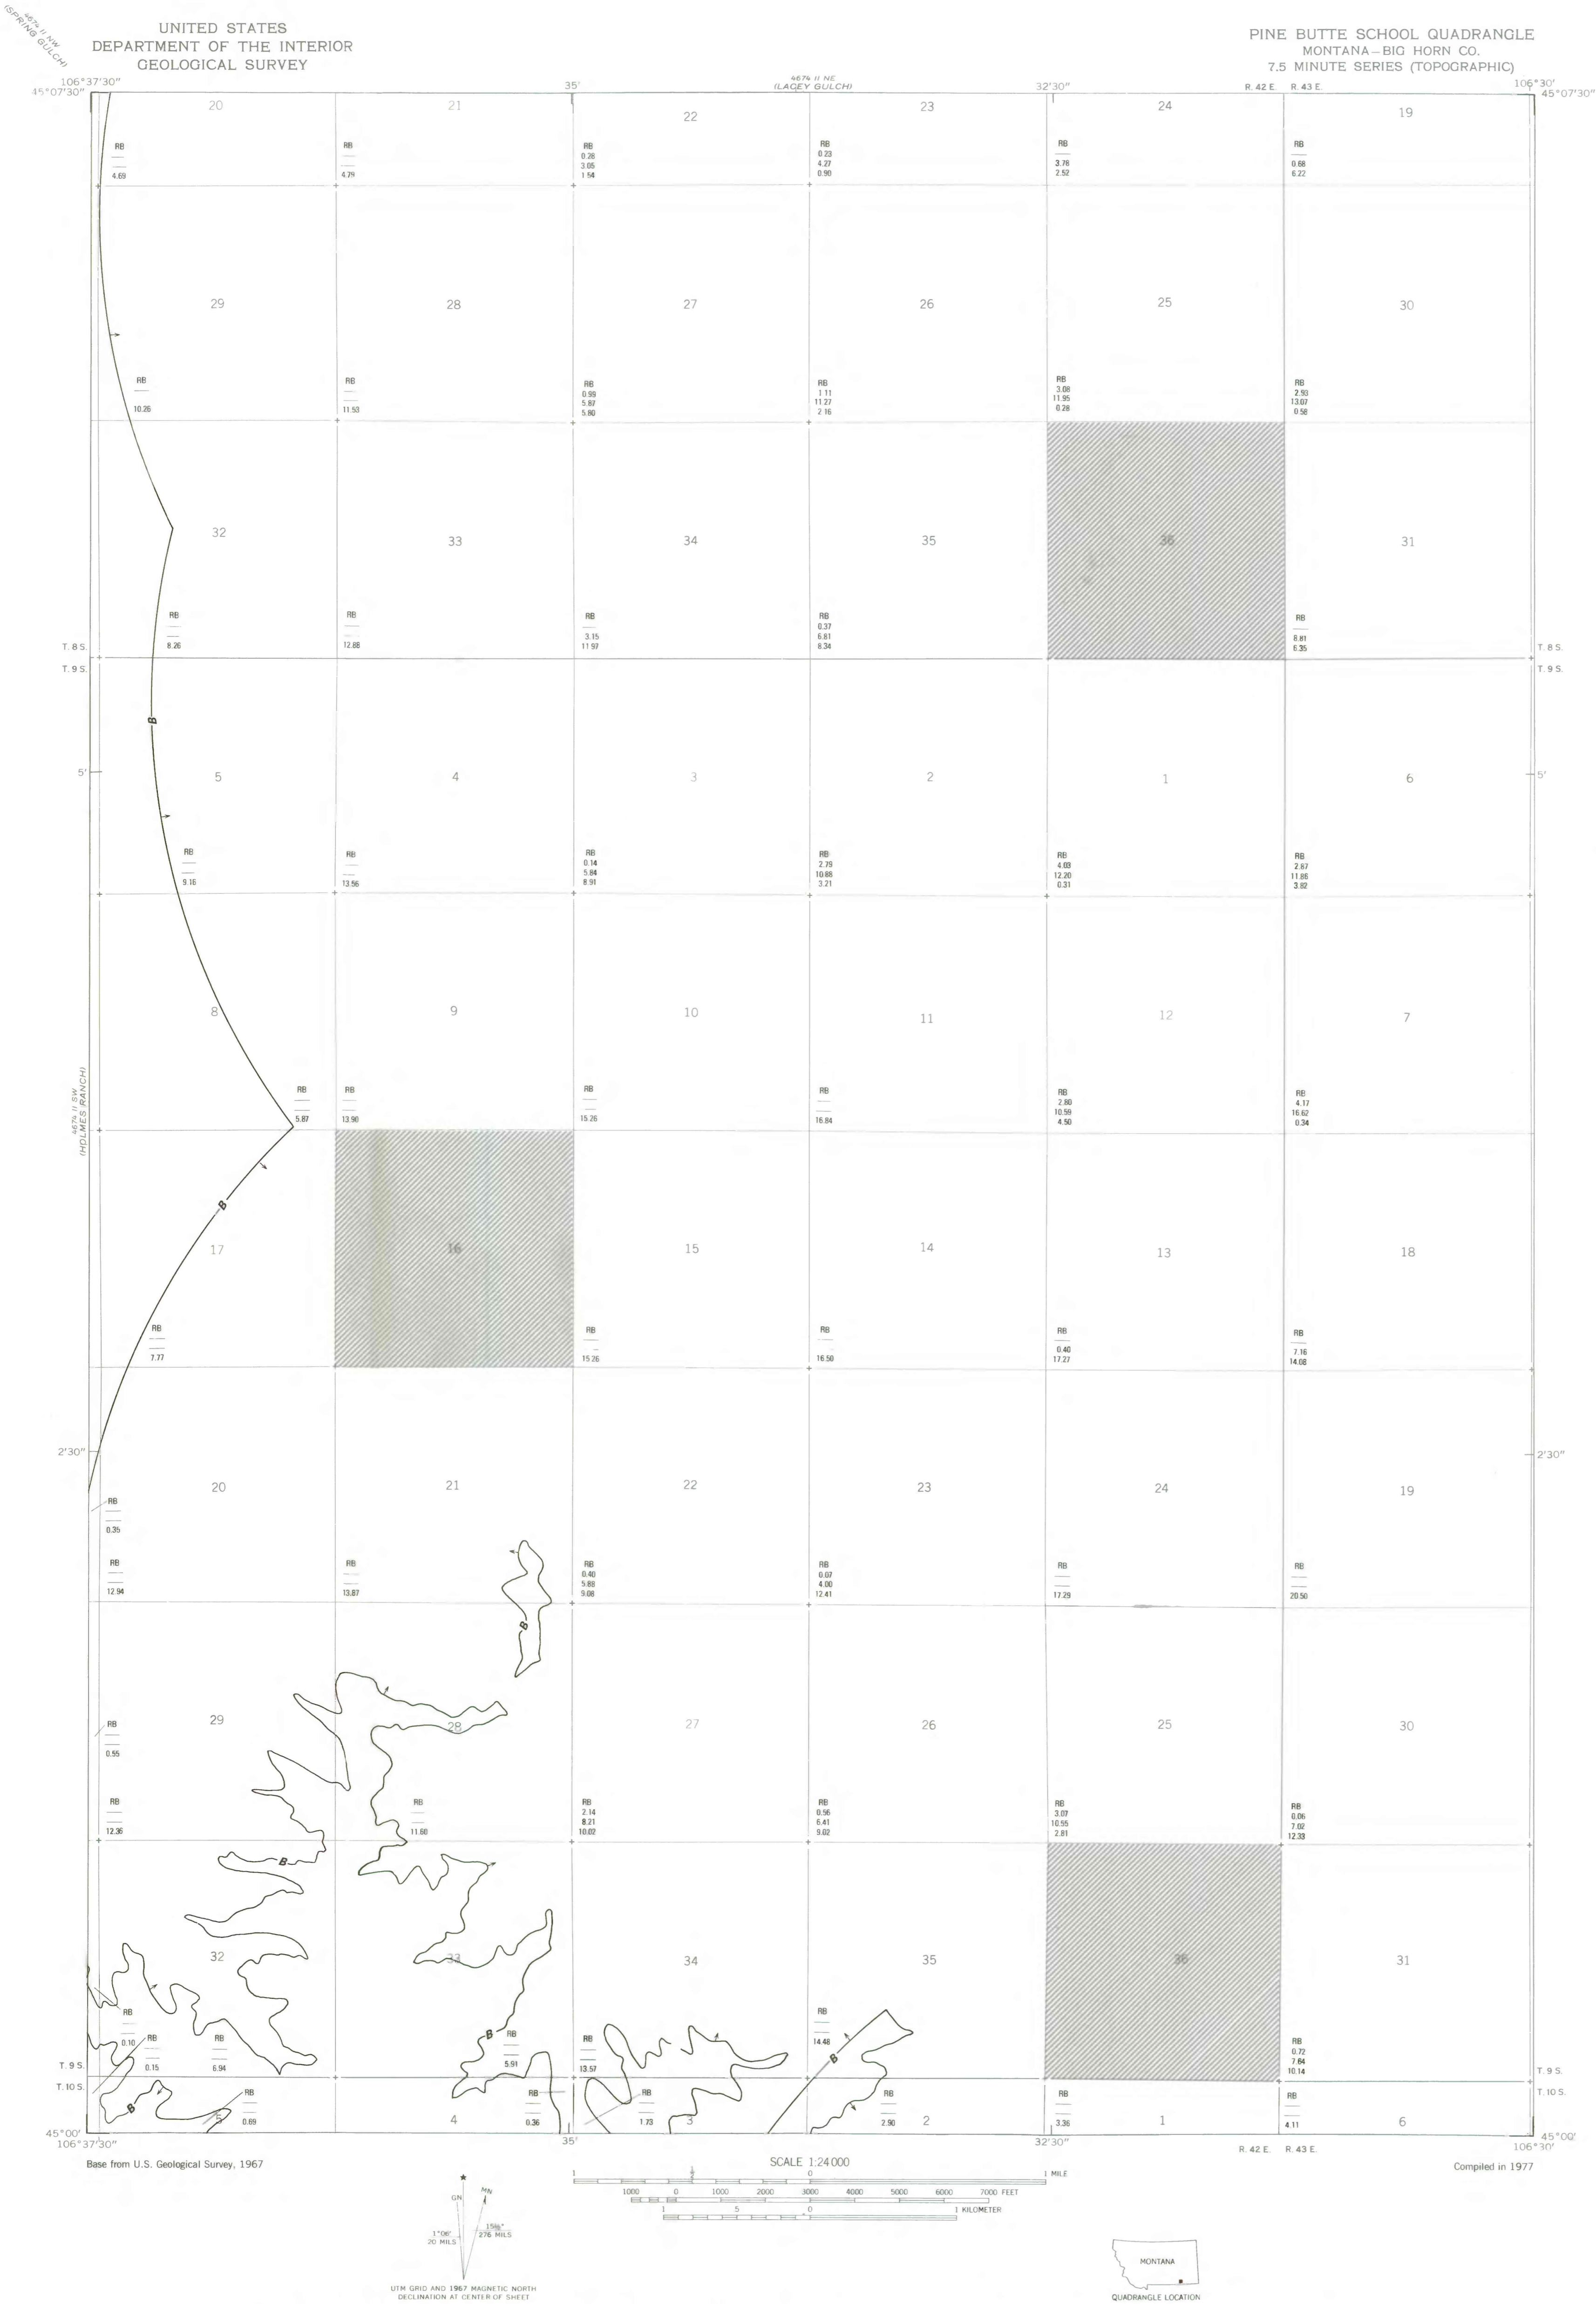 4674 II NW
(SPRING GULCH)
UNITED STATES
DEPARTMENT OF THE INTERIOR
GEOLOGICAL SURVEY
PINE BUTTE SCHOOL QUADRANGLE
MONTANA–BIG HORN CO.
7.5 MINUTE SERIES (TOPOGRAPHIC)
4674 II NE
(LACEY GULCH)
106°37'30"
35'
32'30"
R. 42 E.
R. 43 E.
106°30'
45°07'30"
45°07'30"
20
21
22
23
24
19
RB
4.69
RB
4.79
RB
0.28
3.05
1.54
RB
0.23
4.27
0.90
RB
3.78
2.52
RB
0.68
6.22
29
28
27
26
25
30
RB
10.26
RB
11.53
RB
0.99
5.87
5.80
RB
1.11
11.27
2.16
RB
3.08
11.95
0.28
RB
2.93
13.07
0.58
32
33
34
35
36
31
RB
8.26
RB
12.88
RB
3.15
11.97
RB
0.37
6.81
8.34
RB
8.81
6.35
T. 8 S.
T. 9 S.
T. 8 S.
T. 9 S.
B
5'
5
4
3
2
1
6
5'
RB
9.16
RB
13.56
RB
0.14
5.84
8.91
RB
2.79
10.88
3.21
RB
4.03
12.20
0.31
RB
2.87
11.86
3.82
8
9
10
11
12
7
4674 II SW
(HOLMES RANCH)
RB
5.87
RB
13.90
RB
15.26
RB
16.84
RB
2.80
10.59
4.50
RB
4.17
16.62
0.34
B
17
16
15
14
13
18
RB
7.77
RB
15.26
RB
16.50
RB
0.40
17.27
RB
7.16
14.08
2'30"
2'30"
20
21
22
23
24
19
RB
0.35
RB
12.94
RB
13.87
RB
0.40
5.88
9.08
RB
0.07
4.00
12.41
RB
17.29
RB
20.50
B
29
28
27
26
25
30
RB
0.55
RB
12.36
RB
11.60
RB
2.14
8.21
10.02
RB
0.56
6.41
9.02
RB
3.07
10.55
2.81
RB
0.06
7.02
12.33
B
32
33
34
35
36
31
RB
0.10
RB
0.15
RB
6.94
B
RB
5.91
RB
13.57
RB
14.48
B
RB
0.72
7.64
10.14
T. 9 S.
T. 10 S.
T. 9 S.
T. 10 S.
B
5
RB
0.69
4
RB
0.36
RB
1.73
3
RB
2.90
2
RB
3.36
1
RB
4.11
6
45°00'
106°37'30"
35'
32'30"
R. 42 E.
R. 43 E.
45°00'
106°30'
Base from U.S. Geological Survey, 1967
SCALE 1:24 000
Compiled in 1977
1
½
0
1 MILE
1000
0
1000
2000
3000
4000
5000
6000
7000 FEET
1
.5
0
1 KILOMETER
GN
MN
1°06'
20 MILS
276 MILS
UTM GRID AND 1967 MAGNETIC NORTH
DECLINATION AT CENTER OF SHEET
MONTANA
QUADRANGLE LOCATION